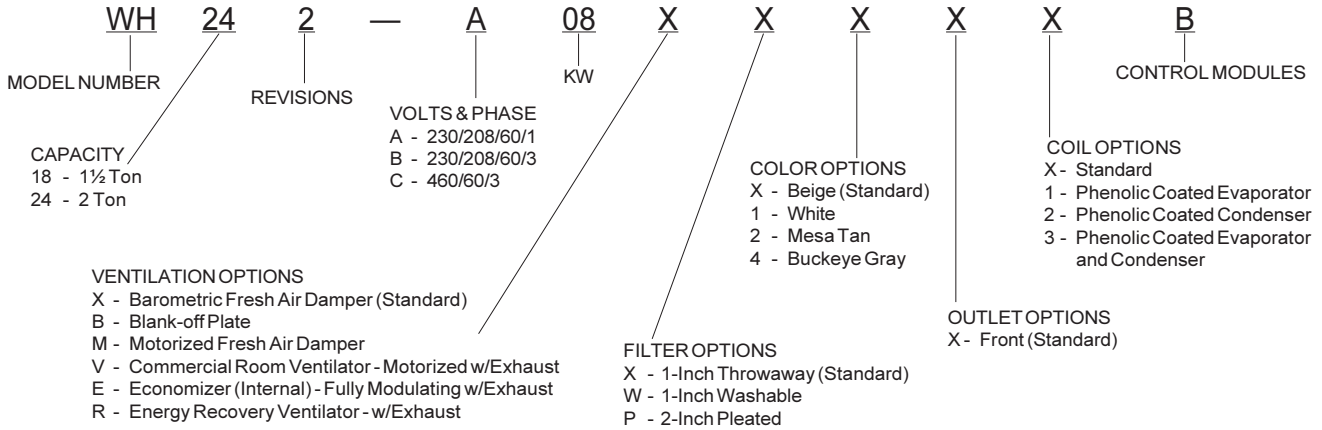 WH 24 2 — A 08 X X X X X B
MODEL NUMBER
REVISIONS
KW
CONTROL MODULES
VOLTS & PHASE
A - 230/208/60/1
B - 230/208/60/3
C - 460/60/3
CAPACITY
18 - 1½ Ton
24 - 2 Ton
COLOR OPTIONS
X - Beige (Standard)
1 - White
2 - Mesa Tan
4 - Buckeye Gray
COIL OPTIONS
X - Standard
1 - Phenolic Coated Evaporator
2 - Phenolic Coated Condenser
3 - Phenolic Coated Evaporator
and Condenser
VENTILATION OPTIONS
X - Barometric Fresh Air Damper (Standard)
B - Blank-off Plate
M - Motorized Fresh Air Damper
V - Commercial Room Ventilator - Motorized w/Exhaust
E - Economizer (Internal) - Fully Modulating w/Exhaust
R - Energy Recovery Ventilator - w/Exhaust
FILTER OPTIONS
X - 1-Inch Throwaway (Standard)
W - 1-Inch Washable
P - 2-Inch Pleated
OUTLET OPTIONS
X - Front (Standard)